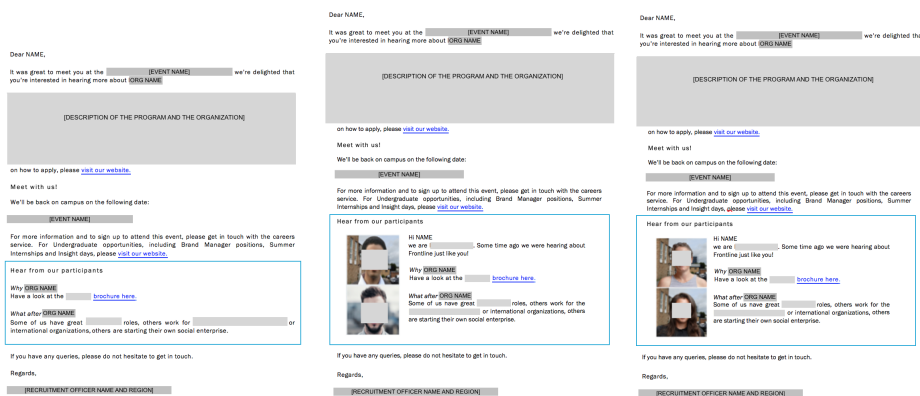 Dear NAME,
It was great to meet you at the [EVENT NAME] we're delighted that
you're interested in hearing more about ORG NAME
[DESCRIPTION OF THE PROGRAM AND THE ORGANIZATION]
on how to apply, please visit our website.
Meet with us!
We'll be back on campus on the following date:
[EVENT NAME]
For more information and to sign up to attend this event, please get in touch with the careers
service. For Undergraduate opportunities, including Brand Manager positions, Summer
Internships and Insight days, please visit our website.
Hear from our participants
Why ORG NAME
Have a look at the brochure here.
What after ORG NAME
Some of us have great roles, others work for or
international organizations, others are starting their own social enterprise.
If you have any queries, please do not hesitate to get in touch.
Regards,
[RECRUITMENT OFFICER NAME AND REGION]
Dear NAME,
It was great to meet you at the [EVENT NAME] we're delighted that
you're interested in hearing more about ORG NAME
[DESCRIPTION OF THE PROGRAM AND THE ORGANIZATION]
on how to apply, please visit our website.
Meet with us!
We'll be back on campus on the following date:
[EVENT NAME]
For more information and to sign up to attend this event, please get in touch with the careers
service. For Undergraduate opportunities, including Brand Manager positions, Summer
Internships and Insight days, please visit our website.
Hear from our participants
Hi NAME
we are . Some time ago we were hearing about
Frontline just like you!
Why ORG NAME
Have a look at the brochure here.
What after ORG NAME
Some of us have great roles, others work for the
or international organizations, others
are starting their own social enterprise.
If you have any queries, please do not hesitate to get in touch.
Regards,
[RECRUITMENT OFFICER NAME AND REGION]
Dear NAME,
It was great to meet you at the [EVENT NAME] we're delighted tha
you're interested in hearing more about ORG NAME
[DESCRIPTION OF THE PROGRAM AND THE ORGANIZATION]
on how to apply, please visit our website.
Meet with us!
We'll be back on campus on the following date:
[EVENT NAME]
For more information and to sign up to attend this event, please get in touch with the careers
service. For Undergraduate opportunities, including Brand Manager positions, Summer
Internships and Insight days, please visit our website.
Hear from our participants
Hi NAME
we are . Some time ago we were hearing about
Frontline just like you!
Why ORG NAME
Have a look at the brochure here.
What after ORG NAME
Some of us have great roles, others work for the
or international organizations, others
are starting their own social enterprise.
If you have any queries, please do not hesitate to get in touch.
Regards,
[RECRUITMENT OFFICER NAME AND REGION]